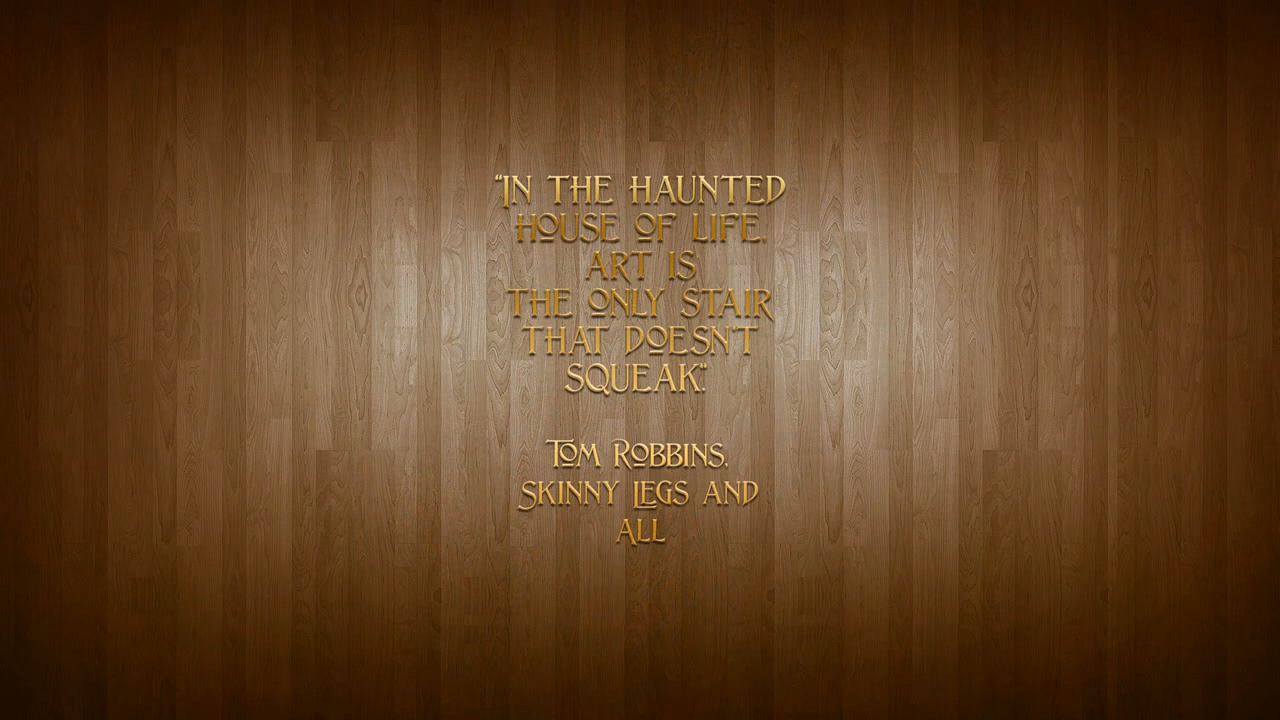 “IN THE HAUNTED
HOUSE OF LIFE,
ART IS
THE ONLY STAIR
THAT DOESN'T
SQUEAK."
TOM ROBBINS,
SKINNY LEGS AND
ALL